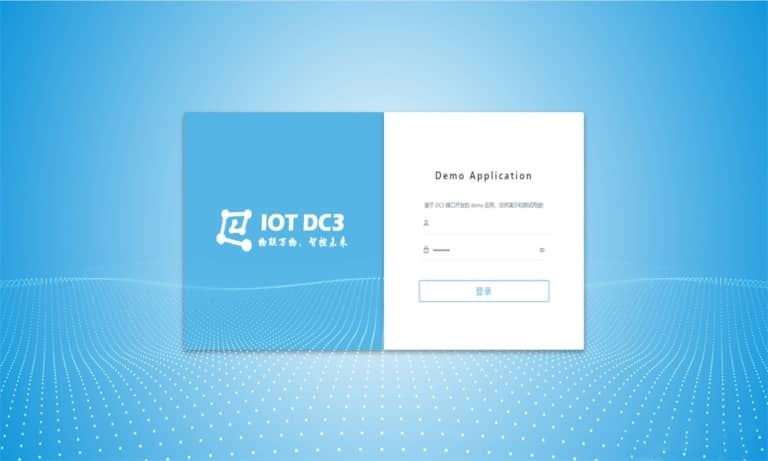 IOT DC3
物联万物，智控未来
Demo Application
基于 DC3 接口开发的 demo 应用，仅供演示和测试用途!
•••••••
登录